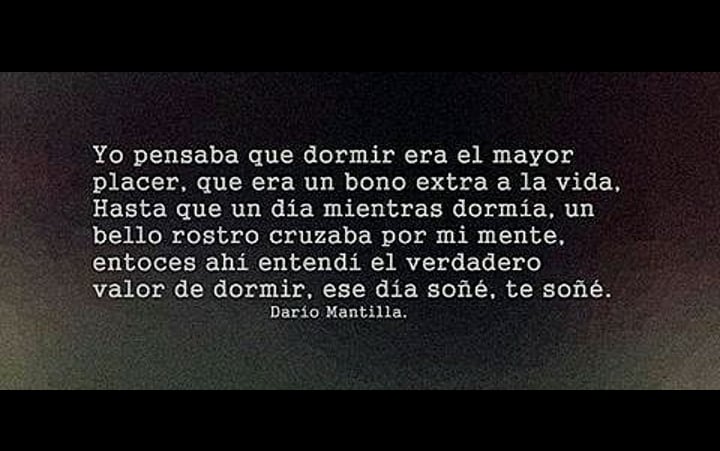 Yo pensaba que dormir era el mayor
placer, que era un bono extra a la vida,
Hasta que un día mientras dormía, un
bello rostro cruzaba por mi mente,
entoces ahí entendí el verdadero
valor de dormir, ese día soñé, te soñé.
Darío Mantilla.